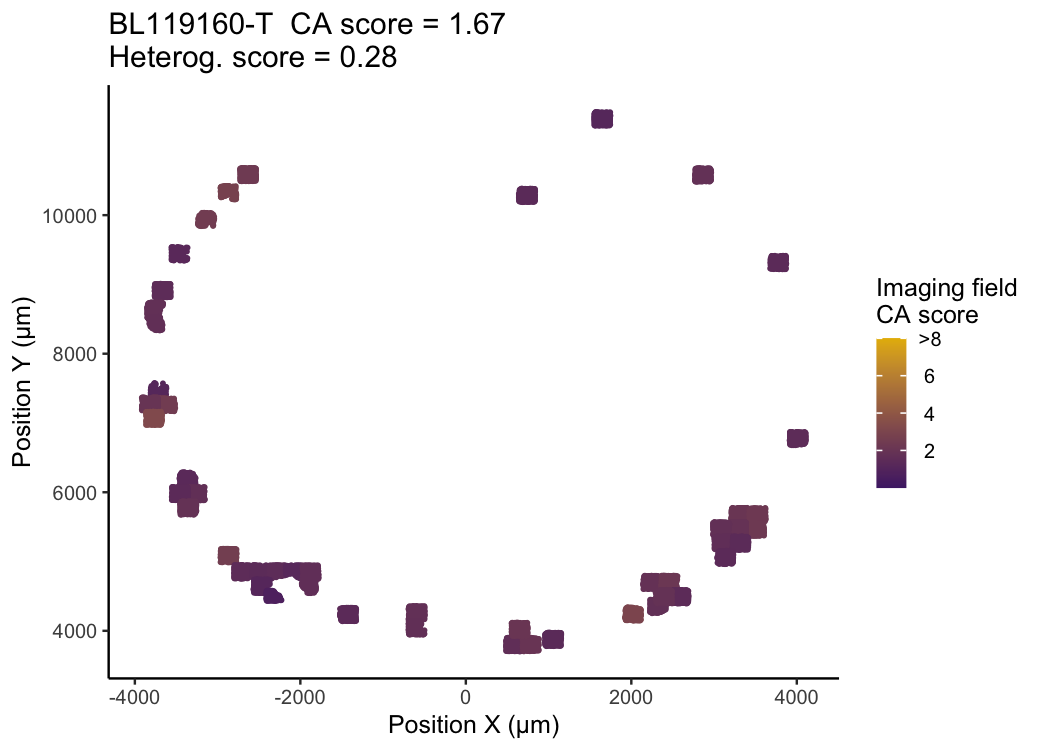 BL119160-T  CA score = 1.67
Heterog. score = 0.28
10000
8000
6000
4000
Position Y (µm)
-4000
-2000
0
2000
4000
Position X (µm)
Imaging field
CA score
>8
6
4
2